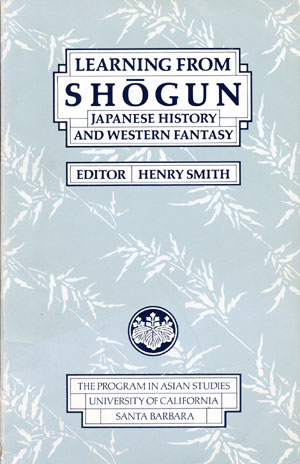 LEARNING FROM
SHŌGUN
JAPANESE HISTORY
AND WESTERN FANTASY
EDITOR HENRY SMITH
THE PROGRAM IN ASIAN STUDIES
UNIVERSITY OF CALIFORNIA
SANTA BARBARA